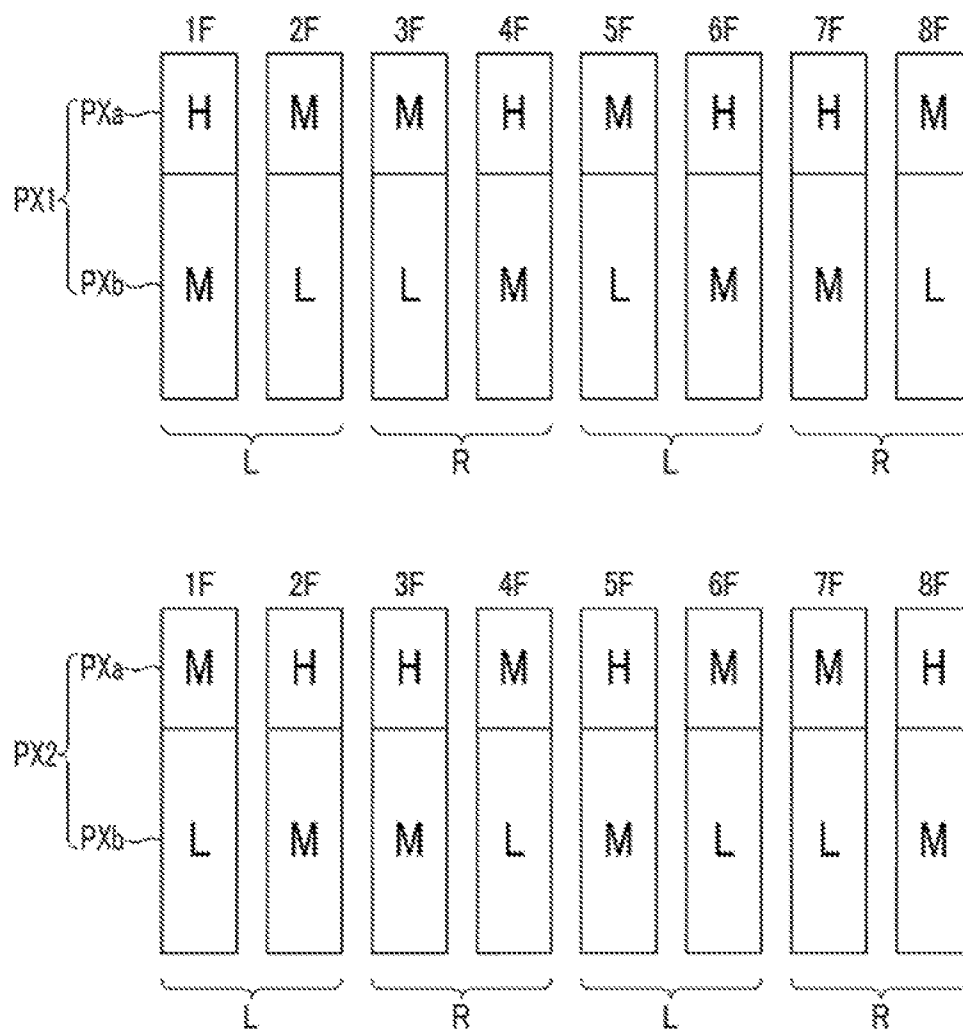 1F 2F 3F 4F 5F 6F 7F 8F
PXa H M M H M H H M
PX1
PXb M L L M L M M L
L R L R
1F 2F 3F 4F 5F 6F 7F 8F
PXa M H H M H M M H
PX2
PXb L M M L M L L M
L R L R